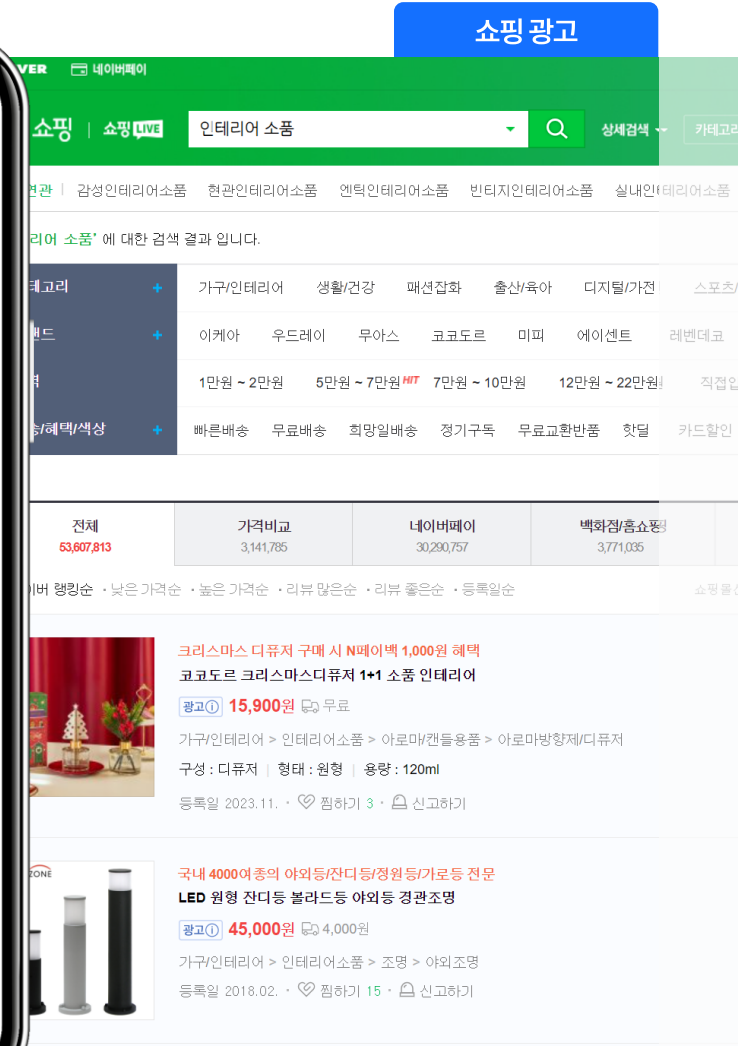 쇼핑 광고
VER 네이버페이
쇼핑 쇼핑 LIVE 인테리어 소품 상세검색 카테고리
연관 감성인테리어소품 현관인테리어소품 엔틱인테리어소품 빈티지인테리어소품 실내인테리어소품
리어 소품' 에 대한 검색 결과 입니다.
테고리 + 가구/인테리어 생활/건강 패션잡화 출산/육아 디지털/가전 스포츠/
랜드 + 이케아 우드레이 무아스 코코도르 미피 에이센트 레벤데코
1만원 ~ 2만원 5만원 ~ 7만원 HIT 7만원 ~ 10만원 12만원 ~ 22만원 직접입
송/혜택/색상 + 빠른배송 무료배송 희망일배송 정기구독 무료교환반품 핫딜 카드할인
전체 가격비교 네이버페이 백화점/홈쇼핑
53,607,813 3,141,785 30,290,757 3,771,035
이버 랭킹순 · 낮은 가격순 · 높은 가격순 · 리뷰 많은순 · 리뷰 좋은순 · 등록일순 쇼핑몰
크리스마스 디퓨저 구매 시 N페이백 1,000원 혜택
코코도르 크리스마스디퓨저 1+1 소품 인테리어
광고 15,900원 무료
가구/인테리어 > 인테리어소품 > 아로마/캔들용품 > 아로마방향제/디퓨저
구성 : 디퓨저 | 형태 : 원형 | 용량 : 120ml
등록일 2023.11. · 찜하기 3 · 신고하기
ZONE
국내 4000여종의 야외등/잔디등/정원등/가로등 전문
LED 원형 잔디등 볼라드등 야외등 경관조명
광고 45,000원 4,000원
가구/인테리어 > 인테리어소품 > 조명 > 야외조명
등록일 2018.02. · 찜하기 15 · 신고하기